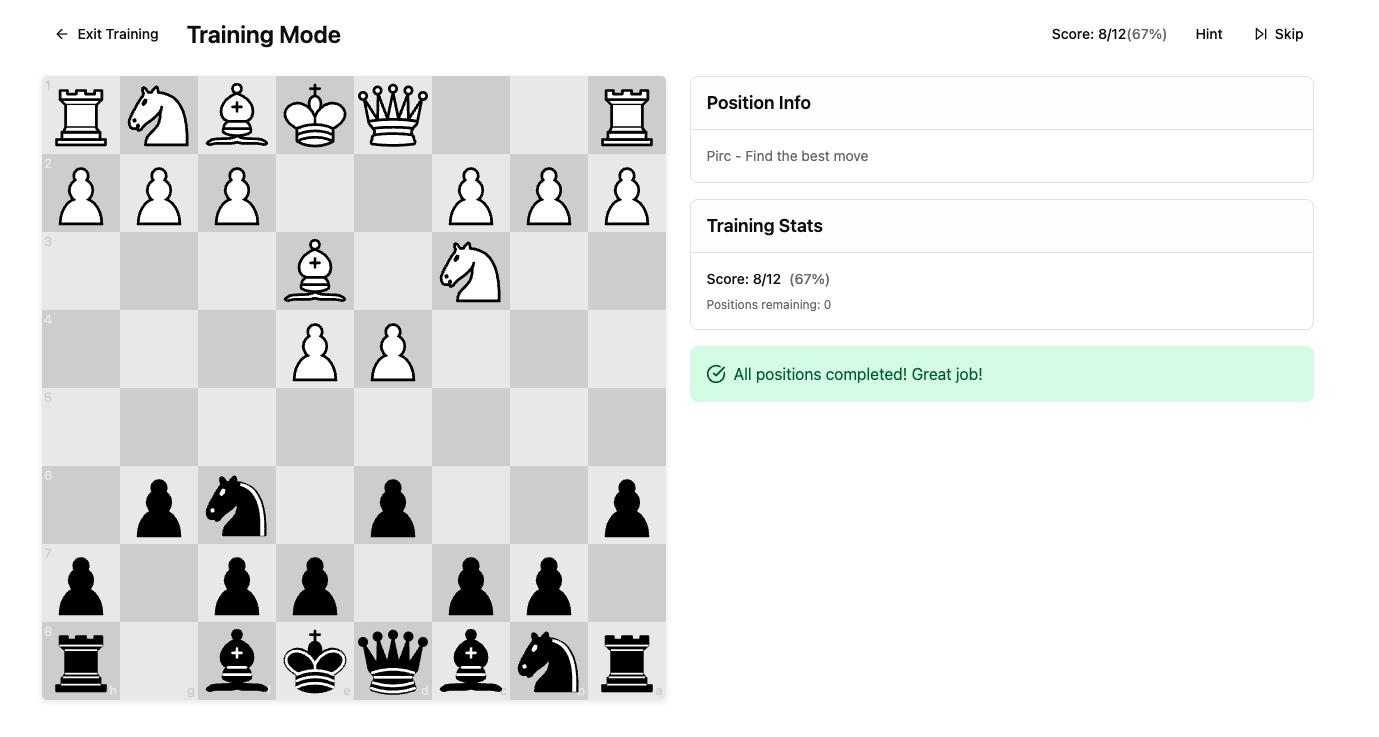 Exit Training
Training Mode
Score: 8/12(67%)
Hint
Skip
1
2
3
4
5
6
7
8
h
g
f
e
d
c
b
a
Position Info
Pirc - Find the best move
Training Stats
Score: 8/12 (67%)
Positions remaining: 0
All positions completed! Great job!